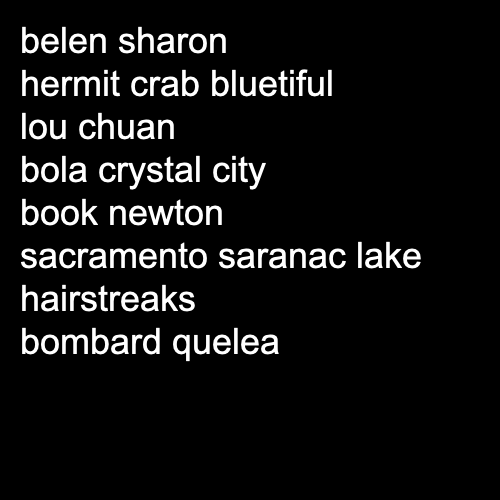 belen sharon
hermit crab bluetiful
lou chuan
bola crystal city
book newton
sacramento saranac lake
hairstreaks
bombard quelea